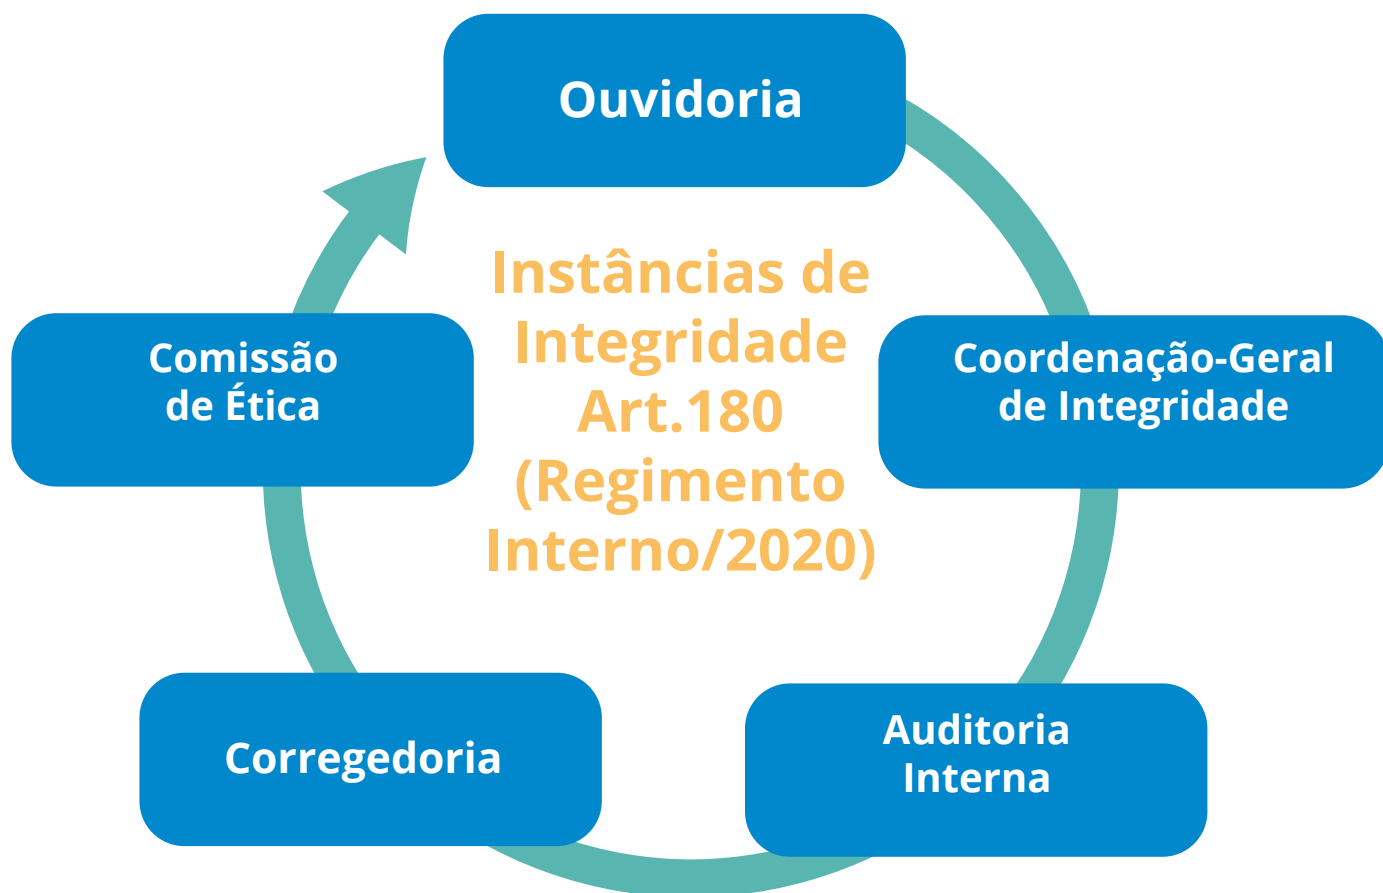 Ouvidoria
Instâncias de
Integridade
Art.180
(Regimento
Interno/2020)
Coordenação-Geral
de Integridade
Auditoria
Interna
Corregedoria
Comissão
de Ética